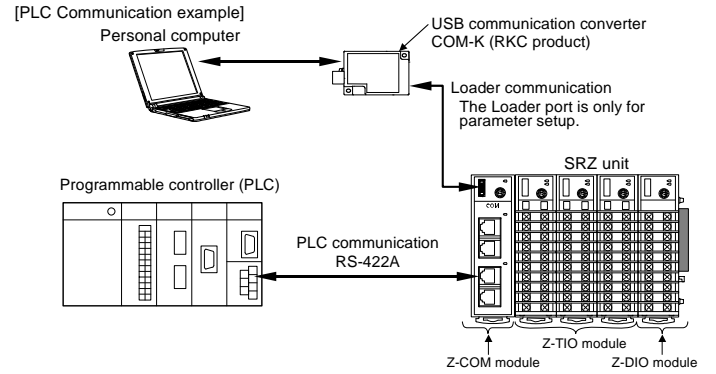 [PLC Communication example]
Personal computer
USB communication converter
COM-K (RKC product)
Loader communication
The Loader port is only for
parameter setup.
SRZ unit
Programmable controller (PLC)
COM
PLC communication
RS-422A
Z-TIO module
Z-COM module
Z-DIO module